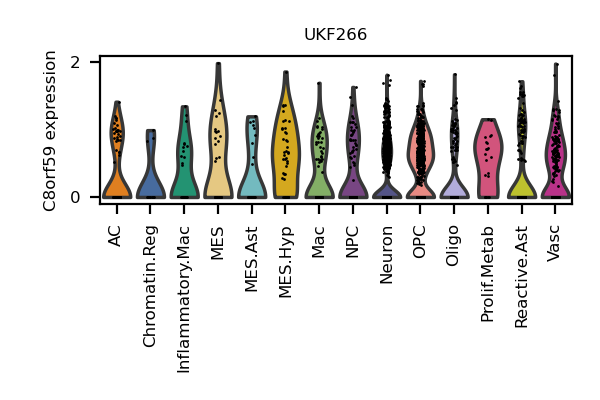 UKF266
C8orf59 expression
2
0
AC
Chromatin.Reg
Inflammatory.Mac
MES
MES.Ast
MES.Hyp
Mac
NPC
Neuron
OPC
Oligo
Prolif.Metab
Reactive.Ast
Vasc